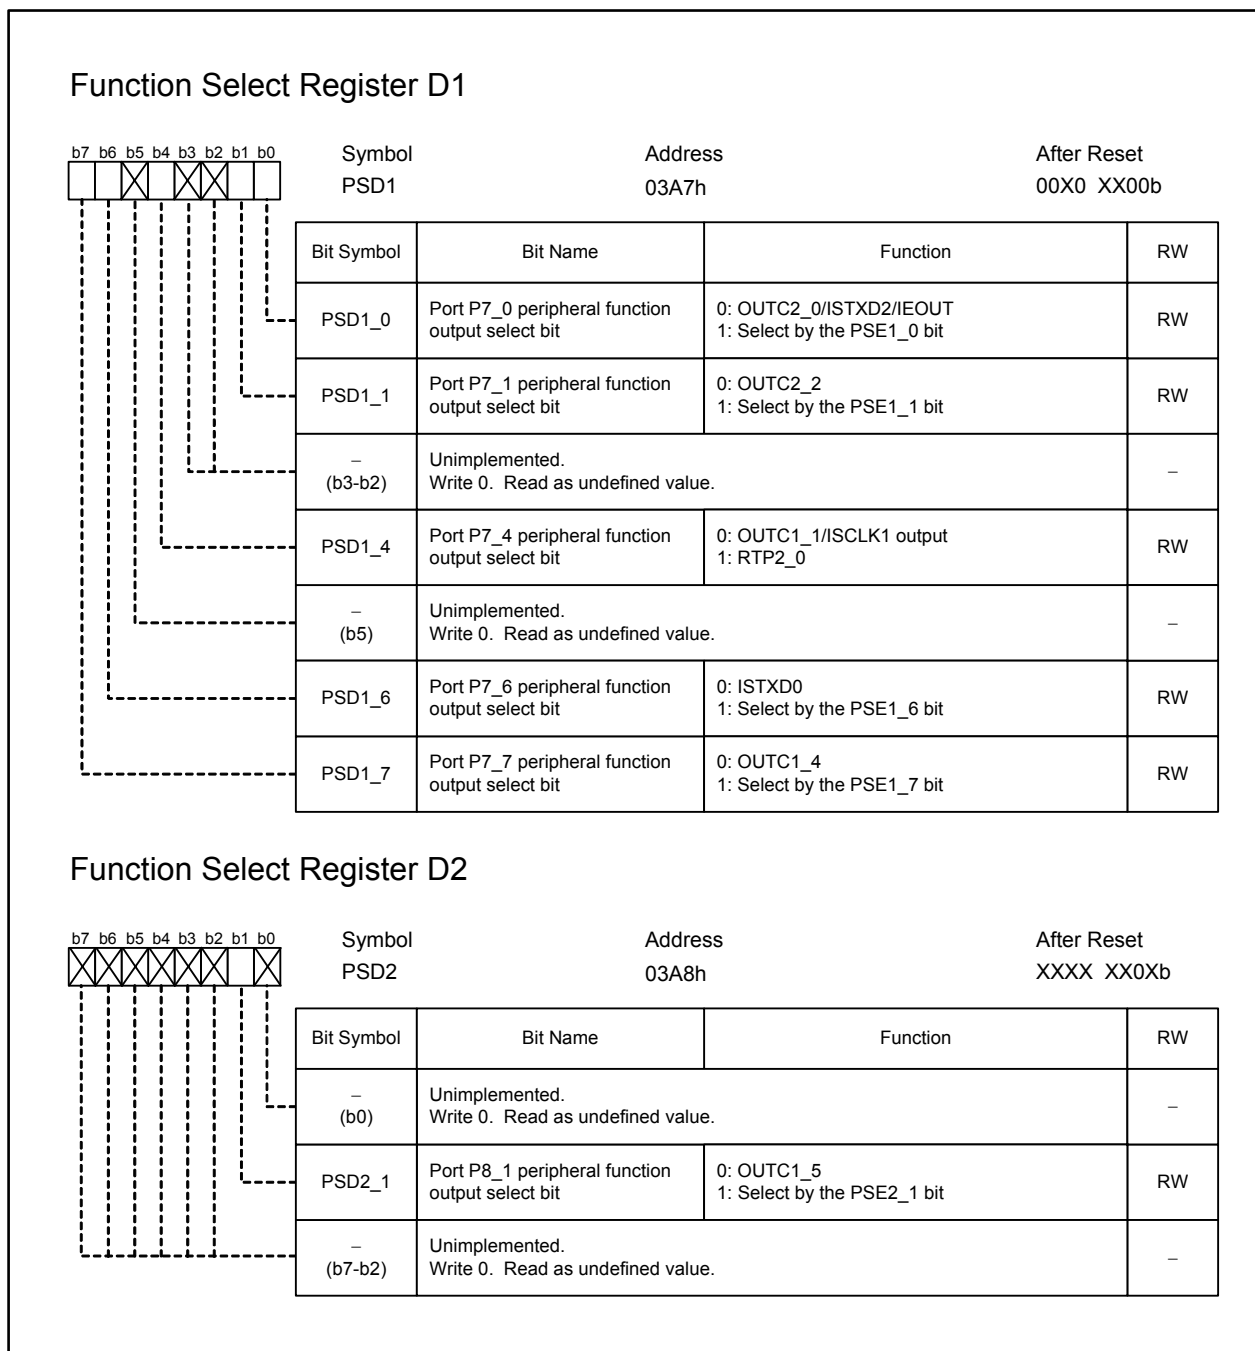 Function Select Register D1
b7 b6 b5 b4 b3 b2 b1 b0
Symbol Address After Reset
PSD1 03A7h 00X0 XX00b
Bit Symbol Bit Name Function RW
PSD1_0 Port P7_0 peripheral function 0: OUTC2_0/ISTXD2/IEOUT RW
output select bit 1: Select by the PSE1_0 bit
PSD1_1 Port P7_1 peripheral function 0: OUTC2_2 RW
output select bit 1: Select by the PSE1_1 bit
– Unimplemented. –
(b3-b2) Write 0. Read as undefined value.
PSD1_4 Port P7_4 peripheral function 0: OUTC1_1/ISCLK1 output RW
output select bit 1: RTP2_0
– Unimplemented. –
(b5) Write 0. Read as undefined value.
PSD1_6 Port P7_6 peripheral function 0: ISTXD0 RW
output select bit 1: Select by the PSE1_6 bit
PSD1_7 Port P7_7 peripheral function 0: OUTC1_4 RW
output select bit 1: Select by the PSE1_7 bit
Function Select Register D2
b7 b6 b5 b4 b3 b2 b1 b0
Symbol Address After Reset
PSD2 03A8h XXXX XX0Xb
Bit Symbol Bit Name Function RW
– Unimplemented. –
(b0) Write 0. Read as undefined value.
PSD2_1 Port P8_1 peripheral function 0: OUTC1_5 RW
output select bit 1: Select by the PSE2_1 bit
– Unimplemented. –
(b7-b2) Write 0. Read as undefined value.